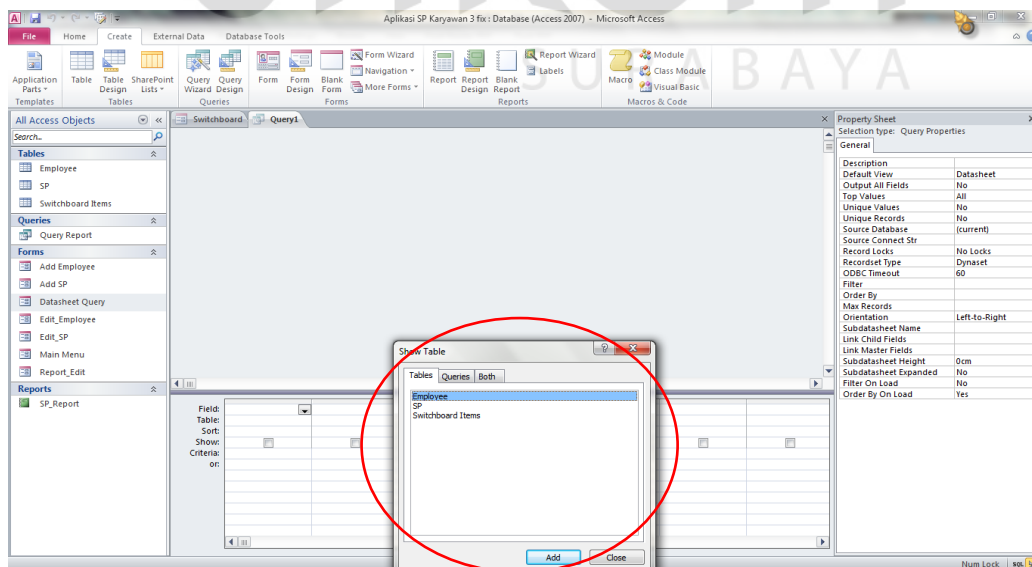 Aplikasi SP Karyawan 3 fix : Database (Access 2007) - Microsoft Access
File Home Create External Data Database Tools
Application Parts
Table
Table Design
SharePoint Lists
Query Wizard
Query Design
Form
Form Design
Blank Form
Form Wizard
Navigation
More Forms
Report
Report Design
Blank Report
Report Wizard
Labels
Macro
Module
Class Module
Visual Basic
Templates Tables Queries Forms Reports Macros & Code
SURABAYA
All Access Objects
Search...
Tables
Employee
SP
Switchboard Items
Queries
Query Report
Forms
Add Employee
Add SP
Datasheet Query
Edit_Employee
Edit_SP
Main Menu
Report_Edit
Reports
SP_Report
Switchboard Query1
Field:
Table:
Sort:
Show:
Criteria:
or:
Show Table
Tables Queries Both
Employee
SP
Switchboard Items
Add Close
Property Sheet
Selection type: Query Properties
General
Description
Default View Datasheet
Output All Fields No
Top Values All
Unique Values No
Unique Records No
Source Database (current)
Source Connect Str
Record Locks No Locks
Recordset Type Dynaset
ODBC Timeout 60
Filter
Order By
Max Records
Orientation Left-to-Right
Subdatasheet Name
Link Child Fields
Link Master Fields
Subdatasheet Height 0cm
Subdatasheet Expanded No
Filter On Load No
Order By On Load Yes
Num Lock SQL